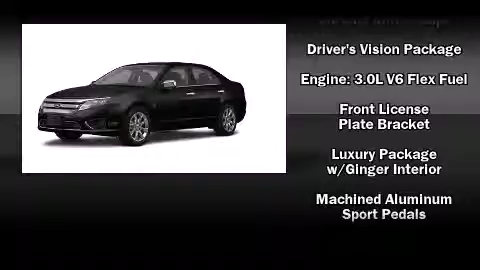 Driver's Vision Package
Engine: 3.0L V6 Flex Fuel
Front License
Plate Bracket
Luxury Package
w/Ginger Interior
Machined Aluminum
Sport Pedals